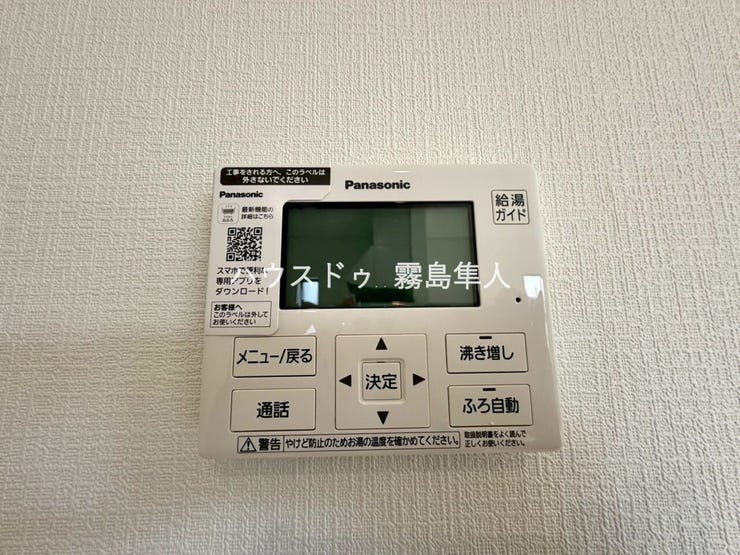 工事をされる方へ、このラベルは
外さないでください
Panasonic
最新機能の
詳細はこちら
スマホで便利な
専用アプリを
ダウンロード!
お客様へ
このラベルは外して
お使いください
Panasonic
給湯
ガイド
ハウスドゥ 霧島隼人
メニュー/戻る
沸き増し
決定
通話
ふろ自動
警告 やけど防止のためお湯の温度を確かめてください。
取扱説明書をよく読んで
正しくお使いください。